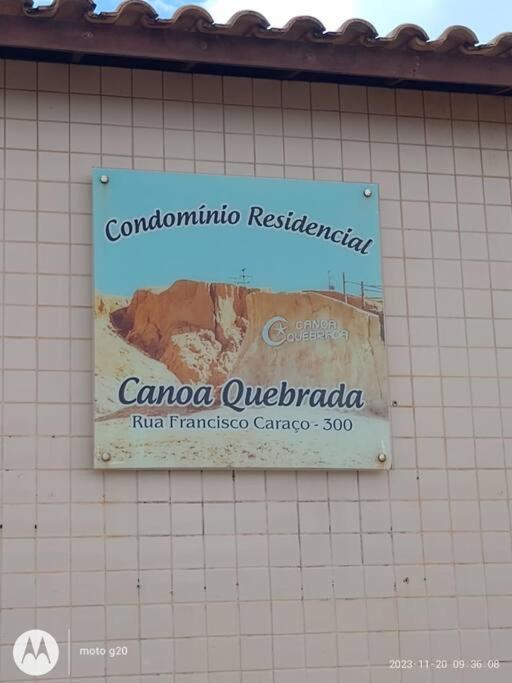 Condomínio Residencial
CANOA
QUEBRADA
Canoa Quebrada
Rua Francisco Caraço - 300
moto g20
2023-11-20 09:36:08